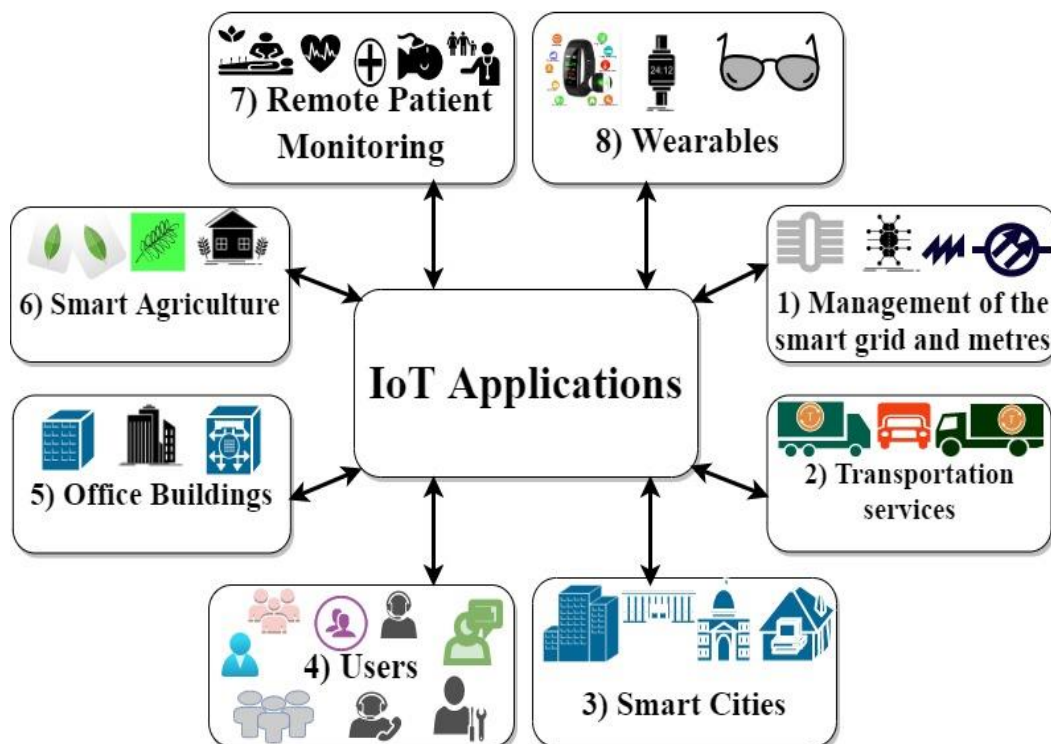 7) Remote Patient
Monitoring
24:12
8) Wearables
6) Smart Agriculture
1) Management of the
smart grid and metres
IoT Applications
5) Office Buildings
T
T
2) Transportation
services
4) Users
3) Smart Cities